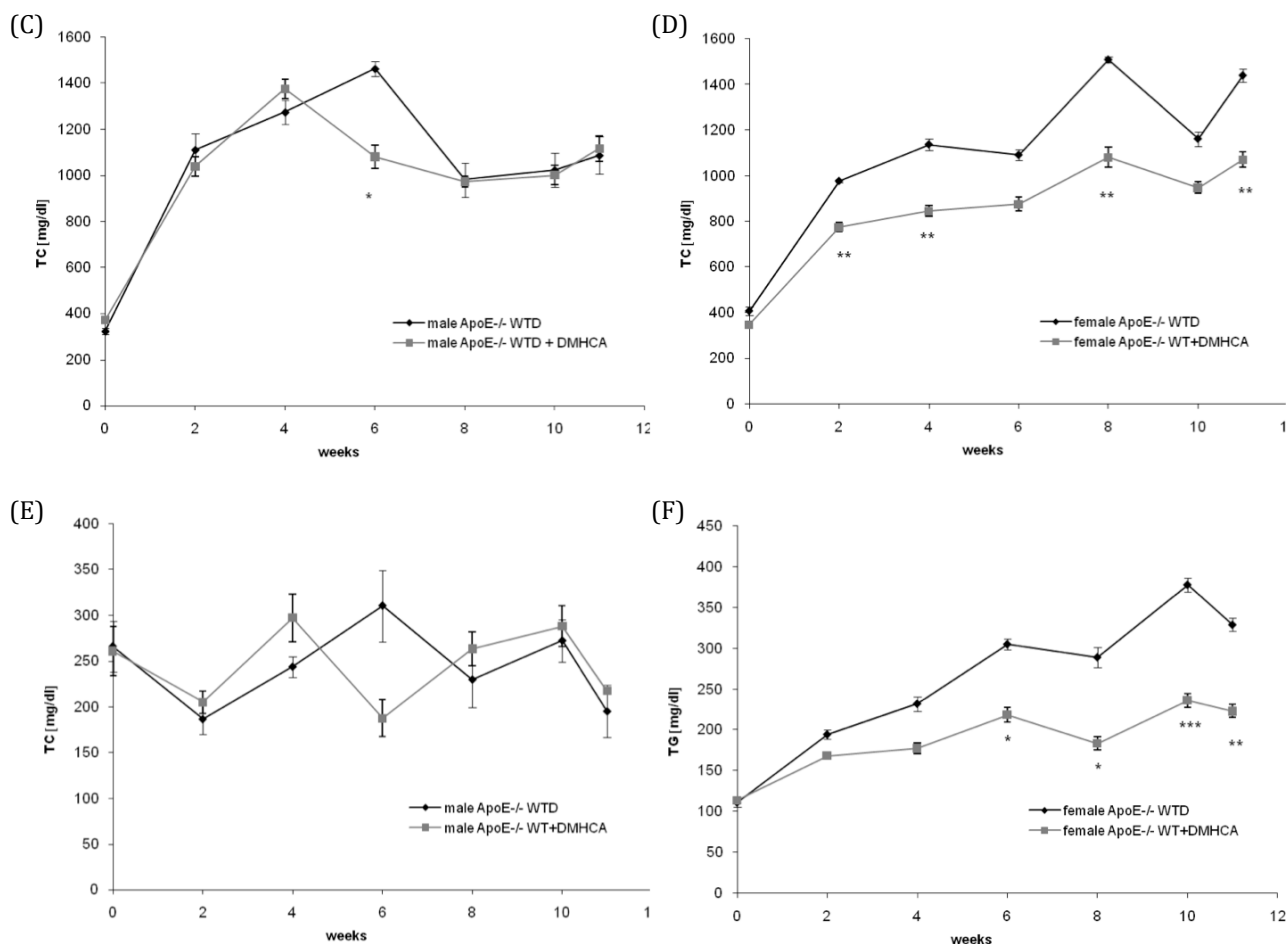 (C)
1600
1400
1200
1000
800
600
400
200
0
TC [mg/dl]
0 2 4 6 8 10 12
weeks
*
male ApoE-/- WTD
male ApoE-/- WTD + DMHCA
(D)
1600
1400
1200
1000
800
600
400
200
0
TC [mg/dl]
0 2 4 6 8 10 1
weeks
** ** ** **
female ApoE-/- WTD
female ApoE-/- WT+DMHCA
(E)
400
350
300
250
200
150
100
50
0
TC [mg/dl]
0 2 4 6 8 10 1
weeks
male ApoE-/- WTD
male ApoE-/- WT+DMHCA
(F)
450
400
350
300
250
200
150
100
50
0
TG [mg/dl]
0 2 4 6 8 10 12
weeks
* * *** **
female ApoE-/- WTD
female ApoE-/- WT+DMHCA